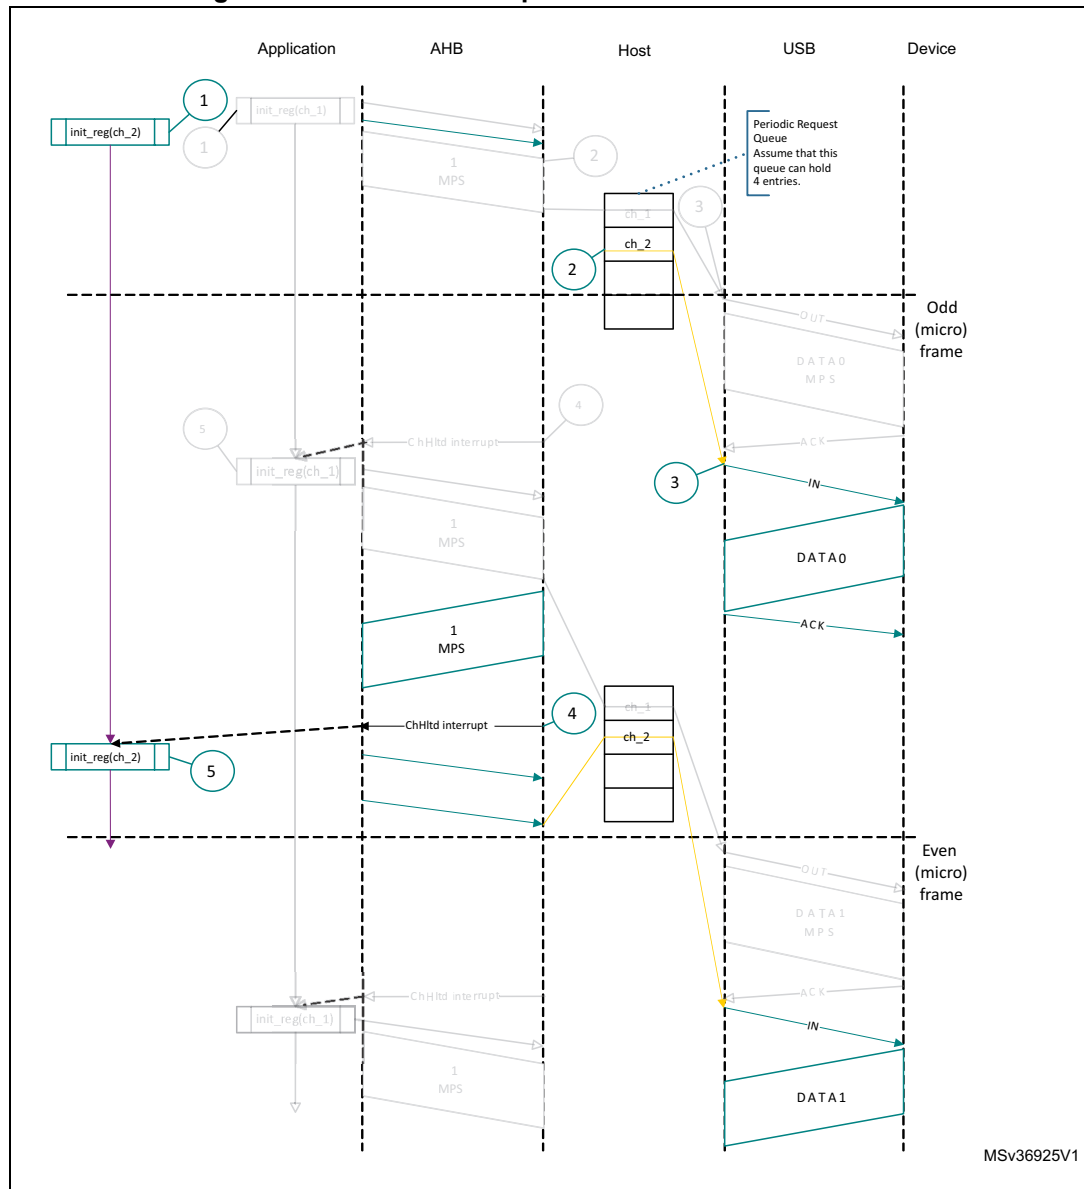 Application AHB Host USB Device
1
init_reg(ch_1)
init_reg(ch_2)
1
2
1
MPS
Periodic Request
Queue
Assume that this
queue can hold
4 entries.
3
ch_1
ch_2
2
Odd
(micro)
frame
OUT
DATA0
MPS
4
5
ChHltd interrupt
ACK
init_reg(ch_1)
3
IN
1
MPS
DATA0
1
MPS
ACK
4
ch_1
ChHltd interrupt
ch_2
init_reg(ch_2)
5
Even
(micro)
frame
OUT
DATA1
MPS
ChHltd interrupt
ACK
init_reg(ch_1)
IN
1
MPS
DATA1
MSv36925V1